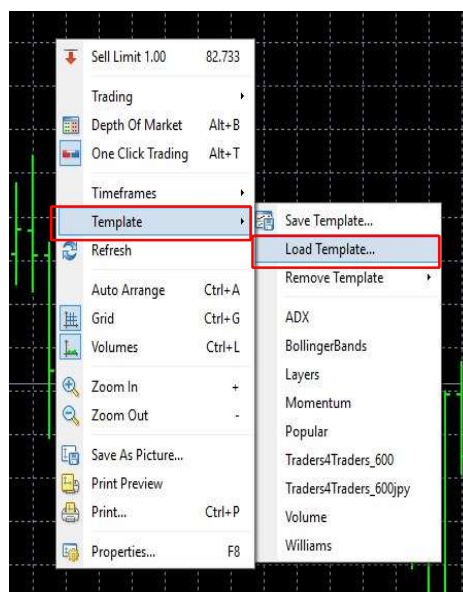 Sell Limit 1.00 82.733
Trading
Depth Of Market Alt+B
One Click Trading Alt+T
Timeframes
Template
Refresh
Auto Arrange Ctrl+A
Grid Ctrl+G
Volumes Ctrl+L
Zoom In +
Zoom Out -
Save As Picture...
Print Preview
Print... Ctrl+P
Properties... F8
Save Template...
Load Template...
Remove Template
ADX
BollingerBands
Layers
Momentum
Popular
Traders4Traders_600
Traders4Traders_600jpy
Volume
Williams